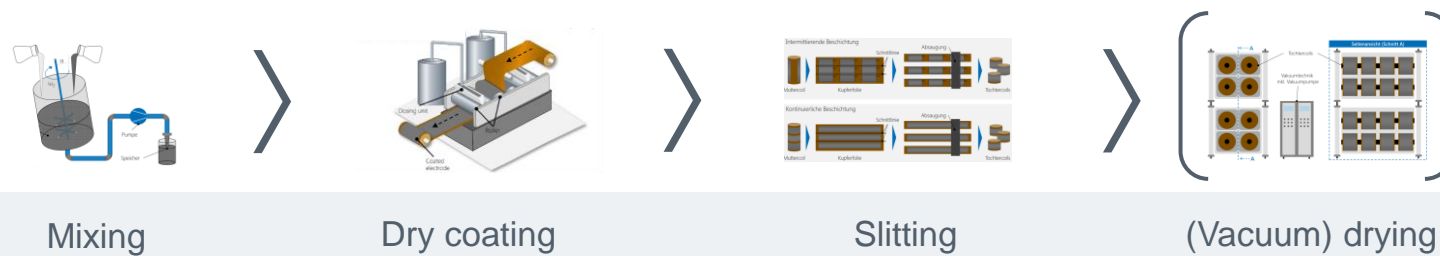 Pumpe
Speicher
Mixing
Dosing unit
Roller
Coated
electrode
Dry coating
Intermittierende Beschichtung
Schnittlinie
Absaugung
Muttercoil
Kupferfolie
Tochtercoils
Kontinuierliche Beschichtung
Schnittlinie
Absaugung
Muttercoil
Kupferfolie
Tochtercoils
Slitting
A
Tochtercoils
Vakuumtechnik
inkl. Vakuumpumpe
A
Seitenansicht (Schnitt A)
(Vacuum) drying